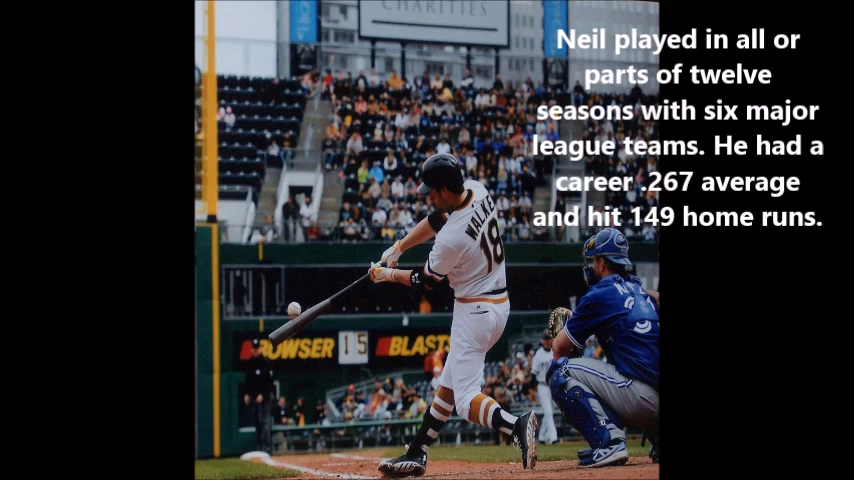 CHARITIES
Neil played in all or
parts of twelve
seasons with six major
league teams. He had a
career .267 average
and hit 149 home runs.
WALKER
18
BOWSER 15 BLAST